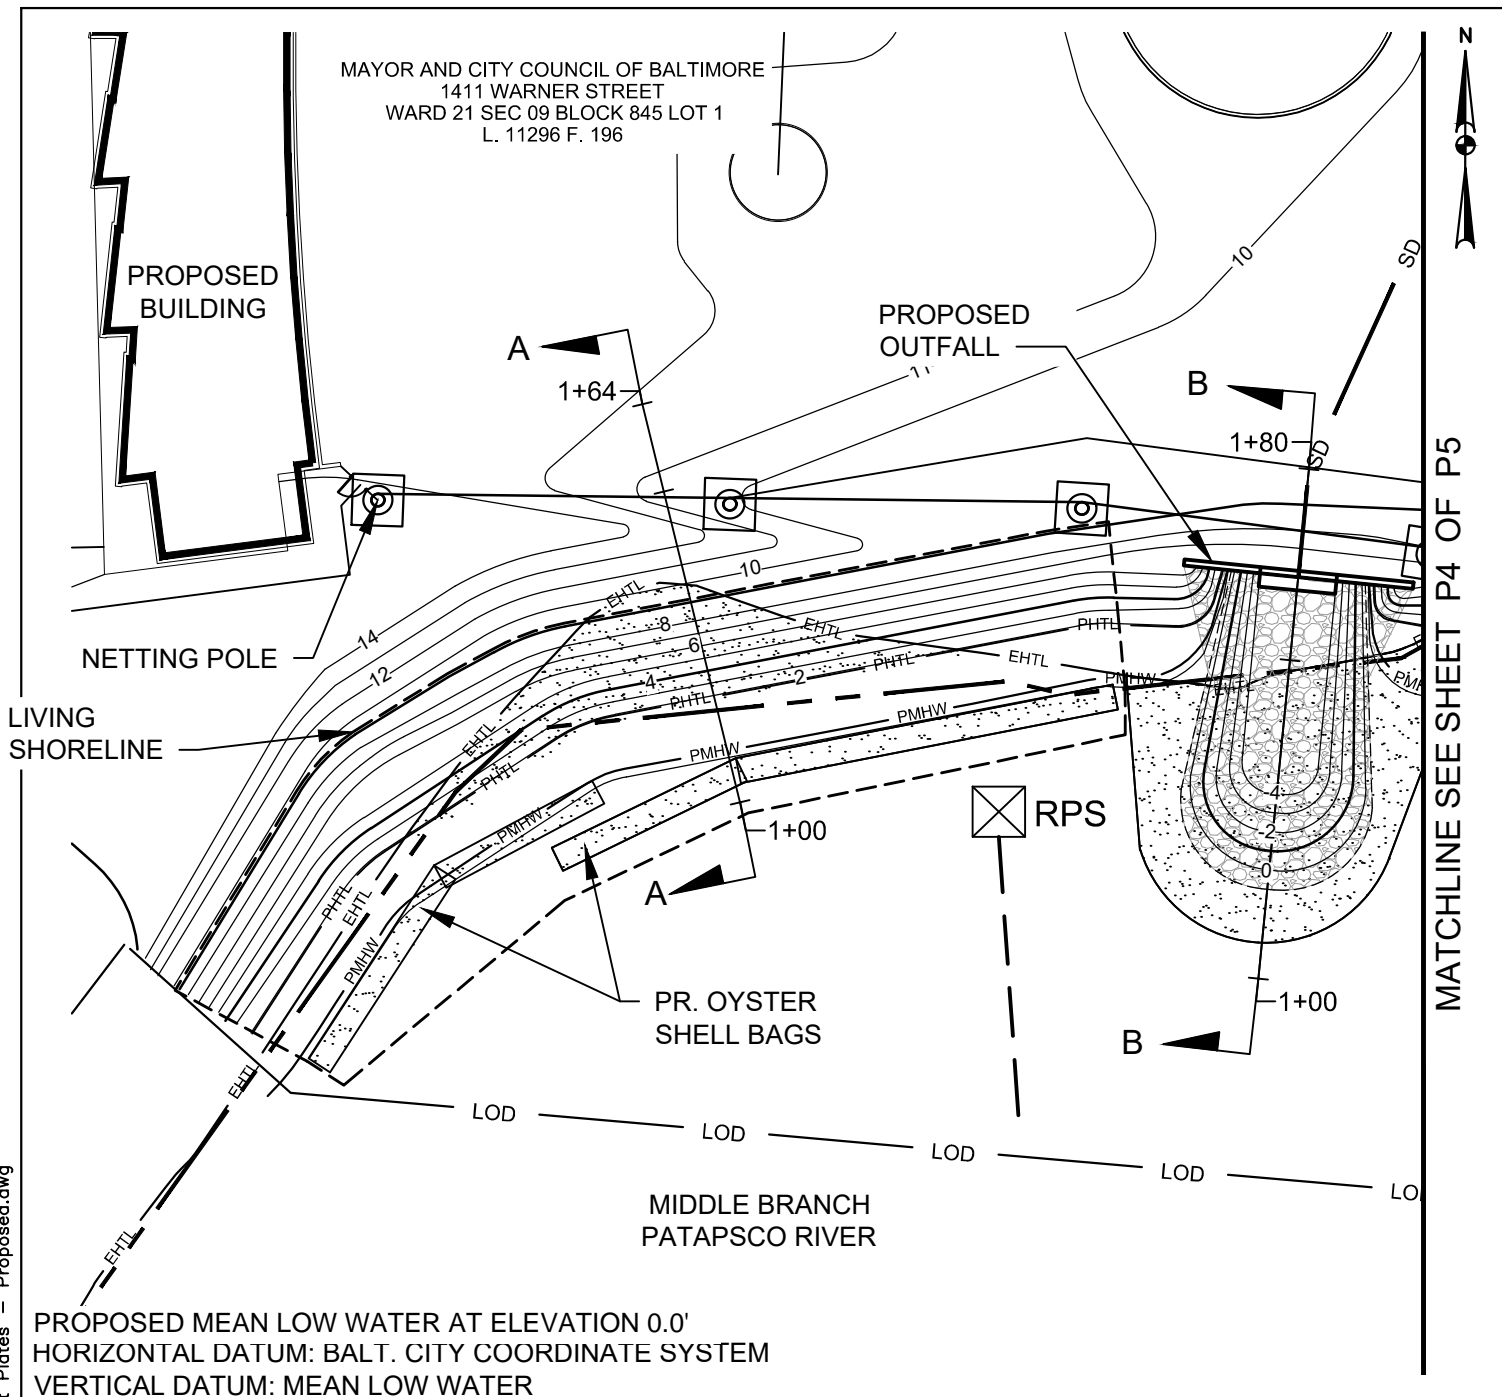 N
MAYOR AND CITY COUNCIL OF BALTIMORE
1411 WARNER STREET
WARD 21 SEC 09 BLOCK 845 LOT 1
L. 11296 F. 196
PROPOSED
BUILDING
10
SD
PROPOSED
OUTFALL
A
1+64
11
B
1+80
SD
MATCHLINE SEE SHEET P4 OF P5
10
EHTL
8
EHTL
PHTL
14
6
NETTING POLE
EHTL
PHTL
12
4
2
PMHW
EHTL
PMHW
PHTL
LIVING
SHORELINE
PMHW
EHTL
PMHW
PHTL
4
RPS
PMHW
1+00
2
0
A
PHTL
EHTL
PMHW
PR. OYSTER
SHELL BAGS
1+00
B
EHTL
LOD
LOD
LOD
LOD
MIDDLE BRANCH
PATAPSCO RIVER
EHTL
PROPOSED MEAN LOW WATER AT ELEVATION 0.0'
HORIZONTAL DATUM: BALT. CITY COORDINATE SYSTEM
VERTICAL DATUM: MEAN LOW WATER
Plates - Proposed.dwg